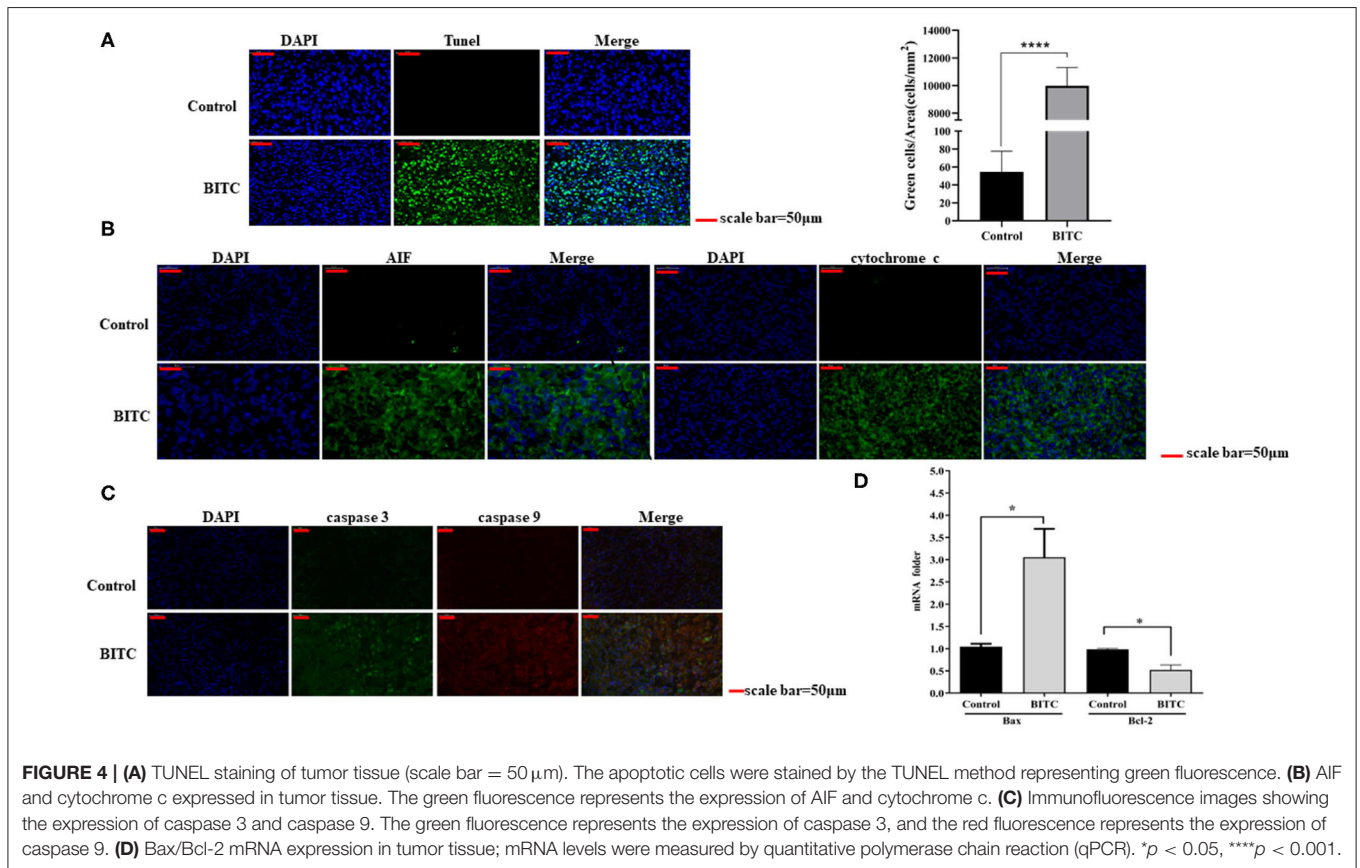 A
DAPI Tunel Merge
Control
BITC
scale bar=50μm
14000
12000
10000
8000
6000
100
80
60
40
20
0
Green cells/Area(cells/mm²)
****
Control BITC
B
DAPI AIF Merge DAPI cytochrome c Merge
Control
BITC
scale bar=50μm
C
DAPI caspase 3 caspase 9 Merge
Control
BITC
scale bar=50μm
D
5.0
4.5
4.0
3.5
3.0
2.5
2.0
1.5
1.0
0.5
0.0
mRNA folder
*
*
Control BITC Control BITC
Bax Bcl-2
FIGURE 4 | (A) TUNEL staining of tumor tissue (scale bar = 50 μm). The apoptotic cells were stained by the TUNEL method representing green fluorescence. (B) AIF
and cytochrome c expressed in tumor tissue. The green fluorescence represents the expression of AIF and cytochrome c. (C) Immunofluorescence images showing
the expression of caspase 3 and caspase 9. The green fluorescence represents the expression of caspase 3, and the red fluorescence represents the expression of
caspase 9. (D) Bax/Bcl-2 mRNA expression in tumor tissue; mRNA levels were measured by quantitative polymerase chain reaction (qPCR). *p < 0.05, ****p < 0.001.